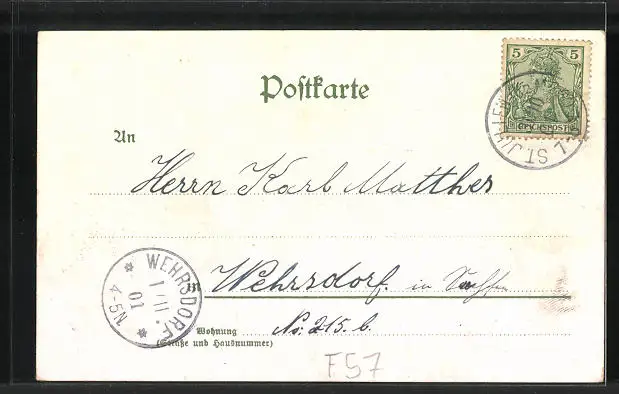 5 5
REICHSPOST
Postkarte
An
Herrn Karl Matthes
in Wehrsdorf. in Sachsen
WEHRSDORF
1/11.
01
4-5N.
Wohnung No: 215. b.
(Straße und Hausnummer)
F57